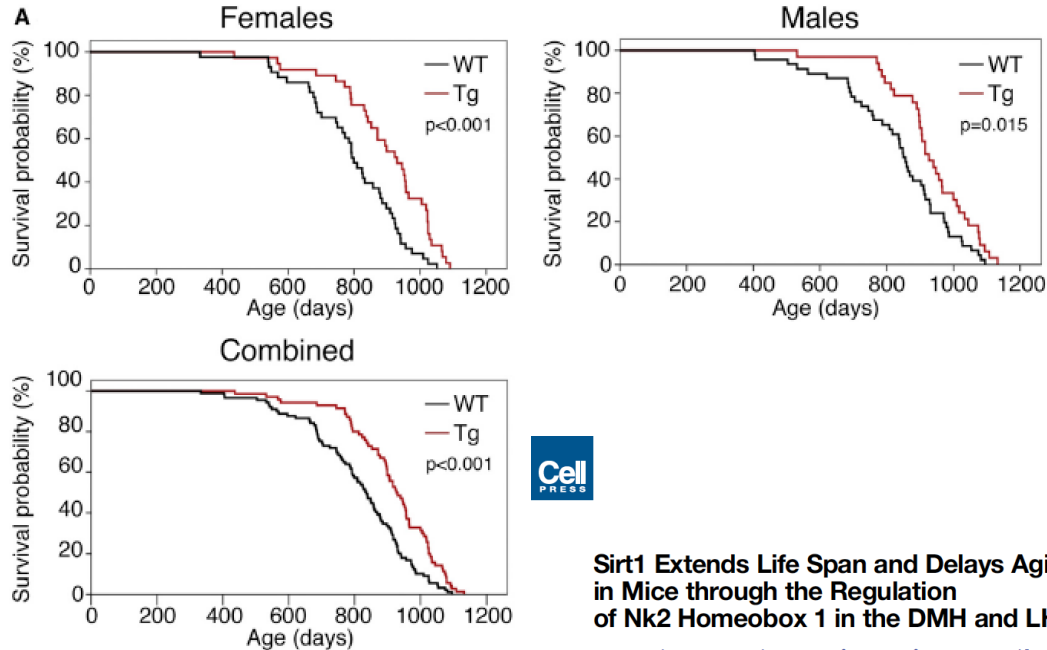 A
Females
Survival probability (%)
100
80
60
40
20
0
WT
Tg
p<0.001
0 200 400 600 800 1000 1200
Age (days)
Males
Survival probability (%)
100
80
60
40
20
0
WT
Tg
p=0.015
0 200 400 600 800 1000 1200
Age (days)
Combined
Survival probability (%)
100
80
60
40
20
0
WT
Tg
p<0.001
0 200 400 600 800 1000 1200
Age (days)
Cell
PRESS
Sirt1 Extends Life Span and Delays Agi
in Mice through the Regulation
of Nk2 Homeobox 1 in the DMH and LH